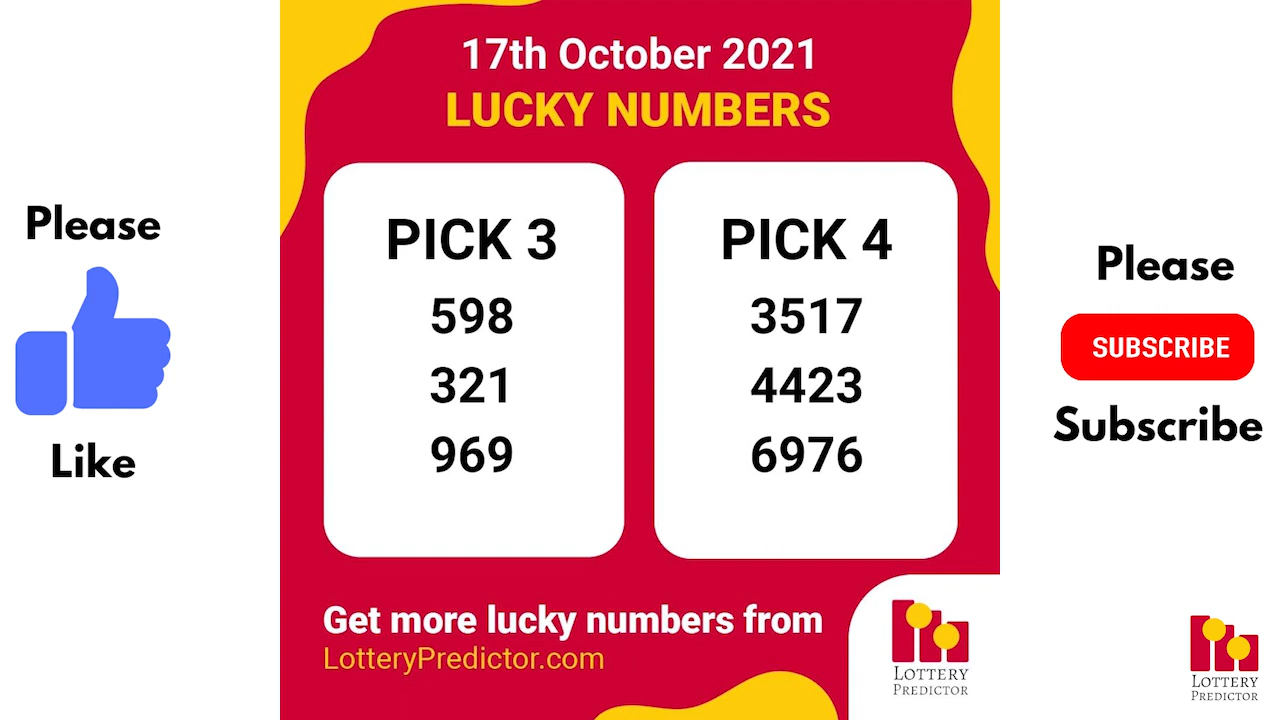 Please
Like
17th October 2021
LUCKY NUMBERS
PICK 3
598
321
969
PICK 4
3517
4423
6976
Get more lucky numbers from
LotteryPredictor.com
LOTTERY
PREDICTOR
Please
SUBSCRIBE
Subscribe
LOTTERY
PREDICTOR